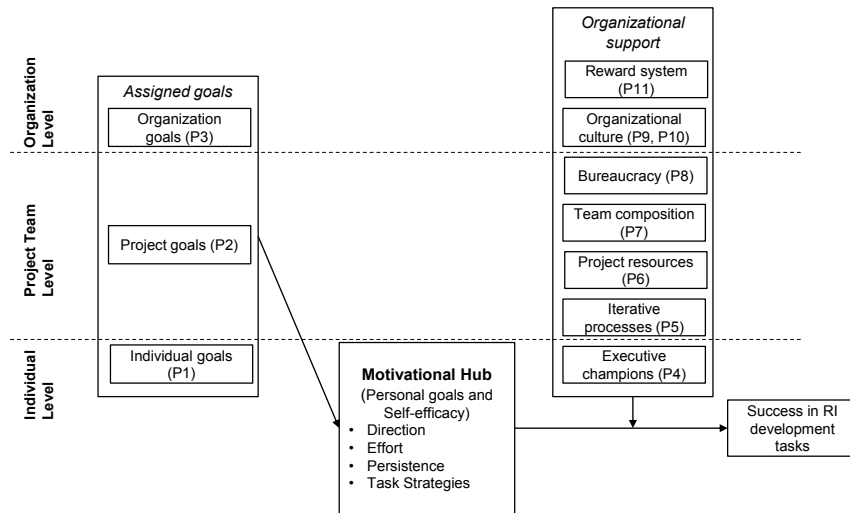 Organizational
support
Reward system
(P11)
Organizational
culture (P9, P10)
Bureaucracy (P8)
Team composition
(P7)
Project resources
(P6)
Iterative
processes (P5)
Executive
champions (P4)
Assigned goals
Organization
goals (P3)
Project goals (P2)
Individual goals
(P1)
Organization
Level
Project Team
Level
Individual
Level
Motivational Hub
(Personal goals and
Self-efficacy)
• Direction
• Effort
• Persistence
• Task Strategies
Success in RI
development
tasks